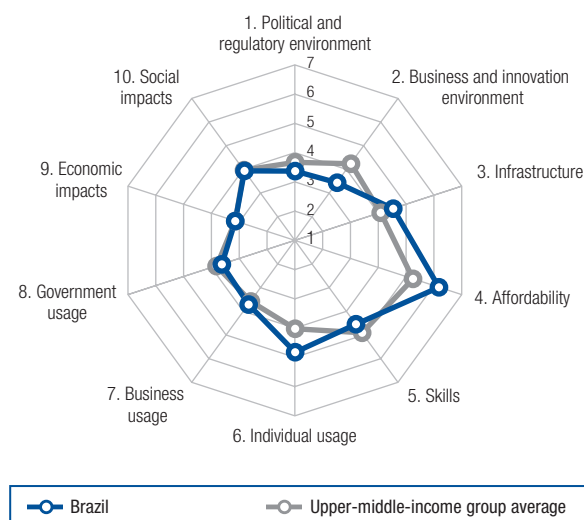 1. Political and
regulatory environment
2. Business and innovation
environment
3. Infrastructure
4. Affordability
5. Skills
6. Individual usage
7. Business
usage
8. Government
usage
9. Economic
impacts
10. Social
impacts
7
6
5
4
3
2
1
Brazil
Upper-middle-income group average